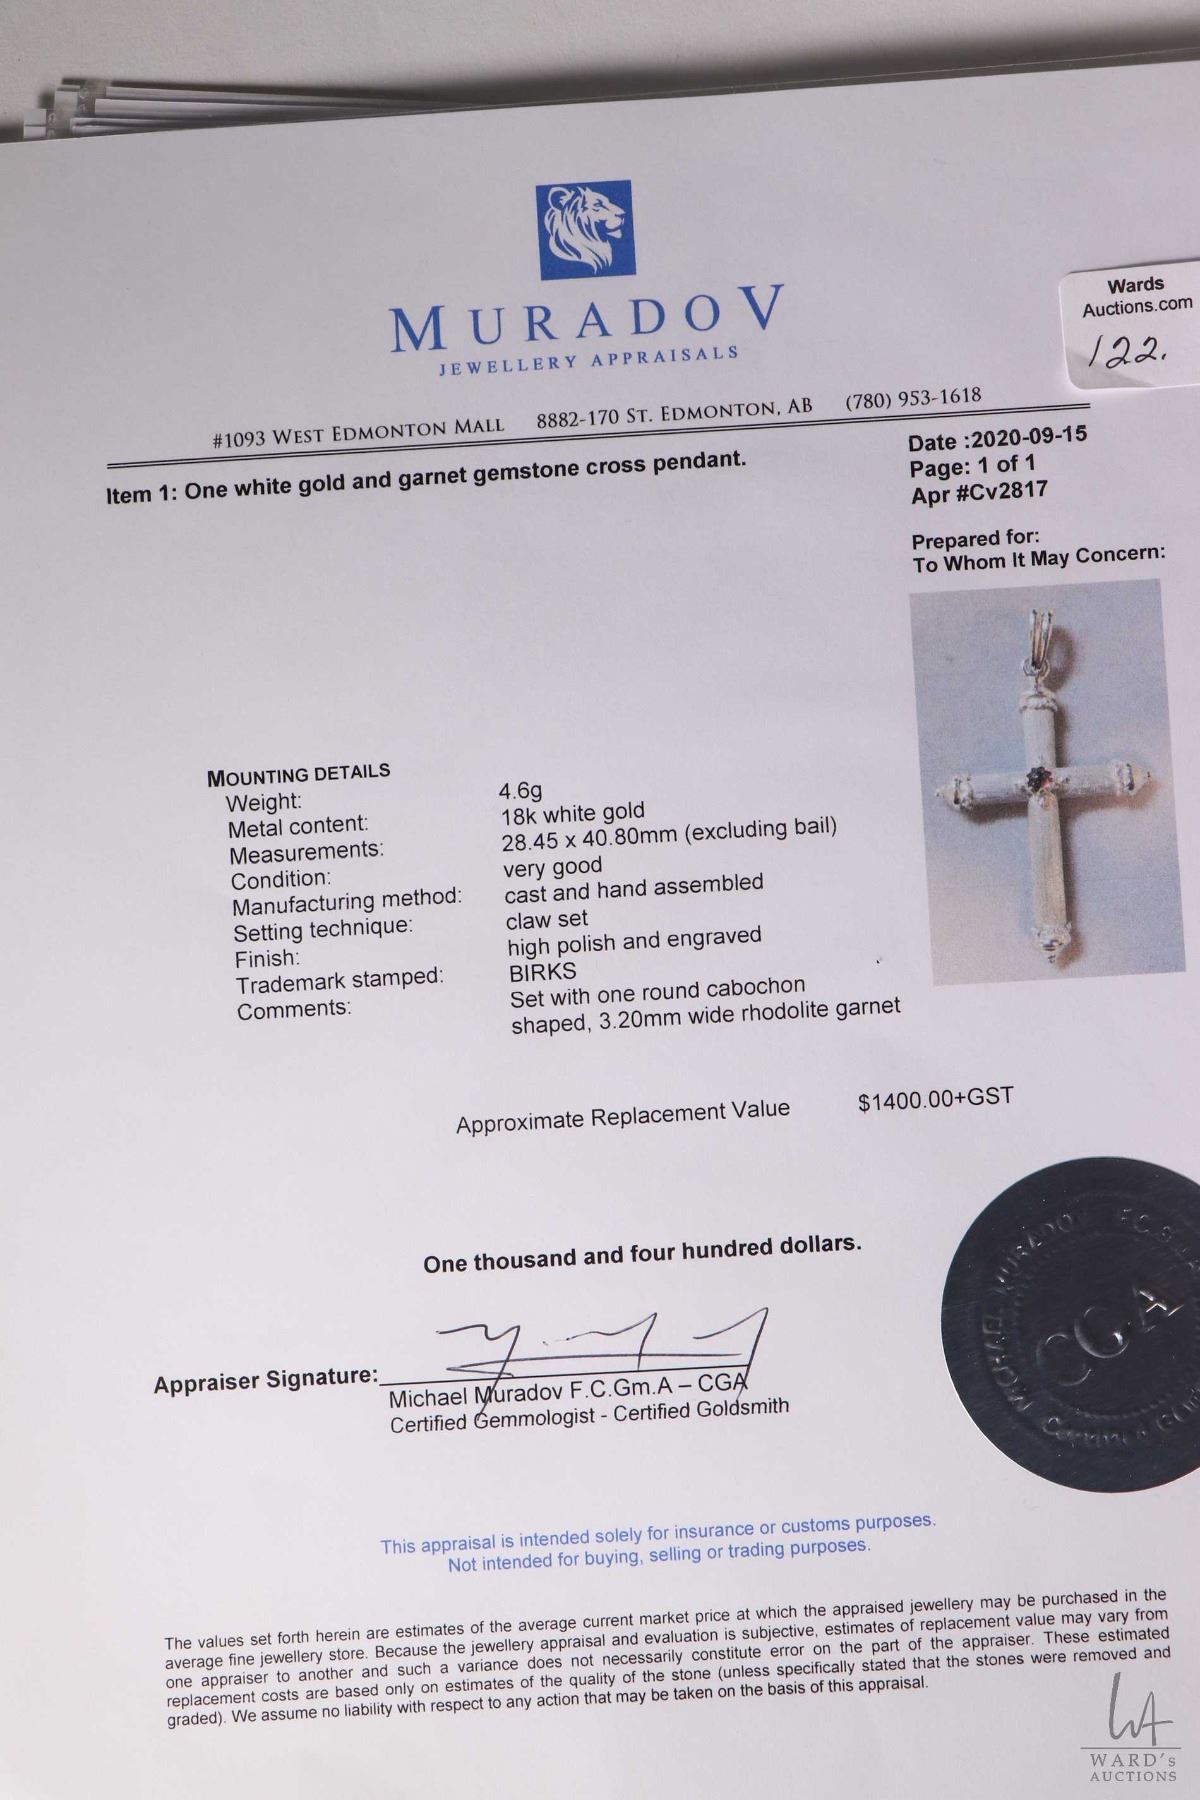 MURADOV
JEWELLERY APPRAISALS
Wards
Auctions.com
122.
#1093 WEST EDMONTON MALL 8882-170 ST. EDMONTON, AB (780) 953-1618
Item 1: One white gold and garnet gemstone cross pendant.
Date :2020-09-15
Page: 1 of 1
Apr #Cv2817
Prepared for:
To Whom It May Concern:
MOUNTING DETAILS
Weight: 4.6g
Metal content: 18k white gold
Measurements: 28.45 x 40.80mm (excluding bail)
Condition: very good
Manufacturing method: cast and hand assembled
Setting technique: claw set
Finish: high polish and engraved
Trademark stamped: BIRKS
Comments: Set with one round cabochon
shaped, 3.20mm wide rhodolite garnet
Approximate Replacement Value $1400.00+GST
One thousand and four hundred dollars.
Appraiser Signature:
Michael Muradov F.C.Gm.A – CGA
Certified Gemmologist - Certified Goldsmith
MICHAEL MURADOV
CGA
This appraisal is intended solely for insurance or customs purposes.
Not intended for buying, selling or trading purposes.
The values set forth herein are estimates of the average current market price at which the appraised jewellery may be purchased in the
average fine jewellery store. Because the jewellery appraisal and evaluation is subjective, estimates of replacement value may vary from
one appraiser to another and such a variance does not necessarily constitute error on the part of the appraiser. These estimated
replacement costs are based only on estimates of the quality of the stone (unless specifically stated that the stones were removed and
graded). We assume no liability with respect to any action that may be taken on the basis of this appraisal.
WA
WARD's
AUCTIONS